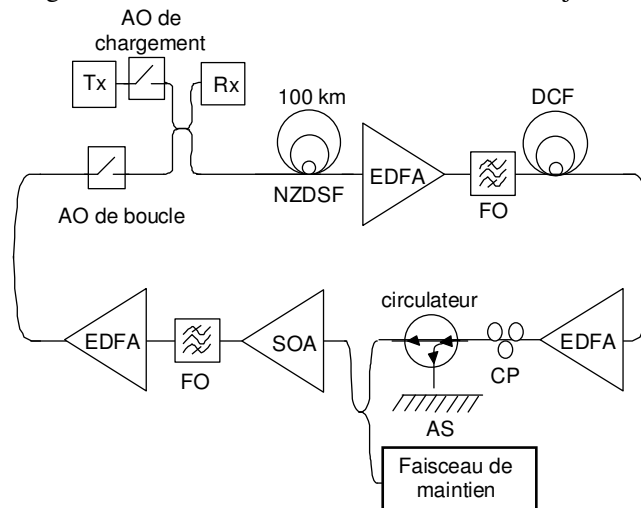 AO de
chargement
Tx
Rx
100 km
DCF
EDFA
NZDSF
FO
AO de boucle
circulateur
EDFA
FO
SOA
CP
EDFA
AS
Faisceau de
maintien